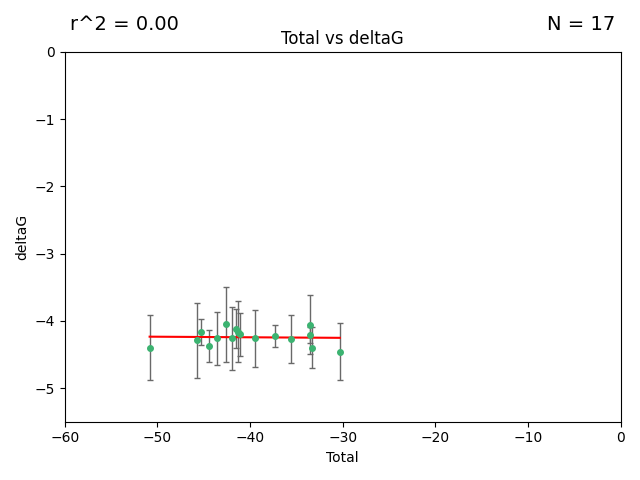 r^2 = 0.00
N = 17
Total vs deltaG
0
−1
−2
−3
−4
−5
deltaG
−60
−50
−40
−30
−20
−10
0
Total